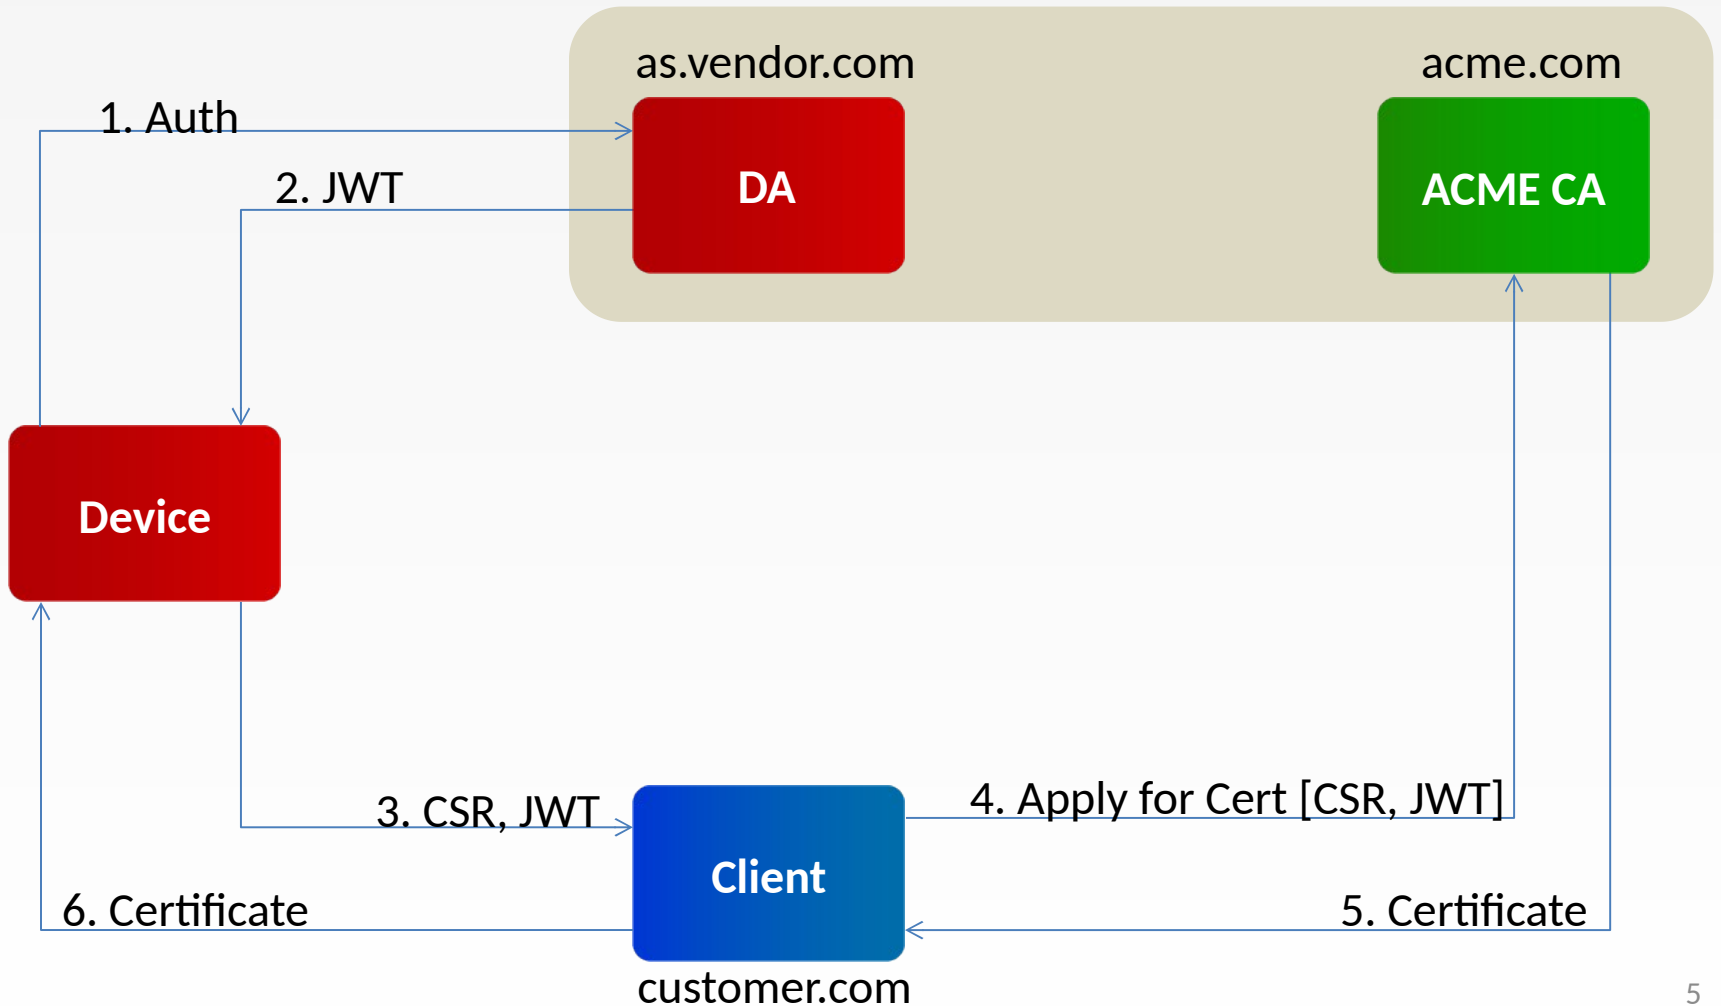 as.vendor.com
acme.com
1. Auth
DA
ACME CA
2. JWT
Device
3. CSR, JWT
4. Apply for Cert [CSR, JWT]
Client
6. Certificate
5. Certificate
customer.com
5